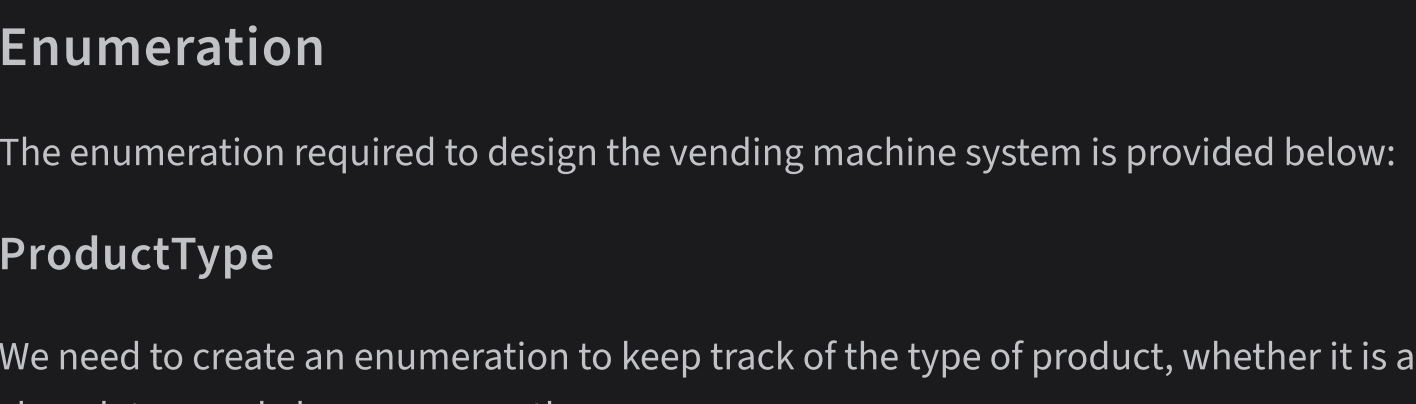 Enumeration
The enumeration required to design the vending machine system is provided below:
ProductType
We need to create an enumeration to keep track of the type of product, whether it is a